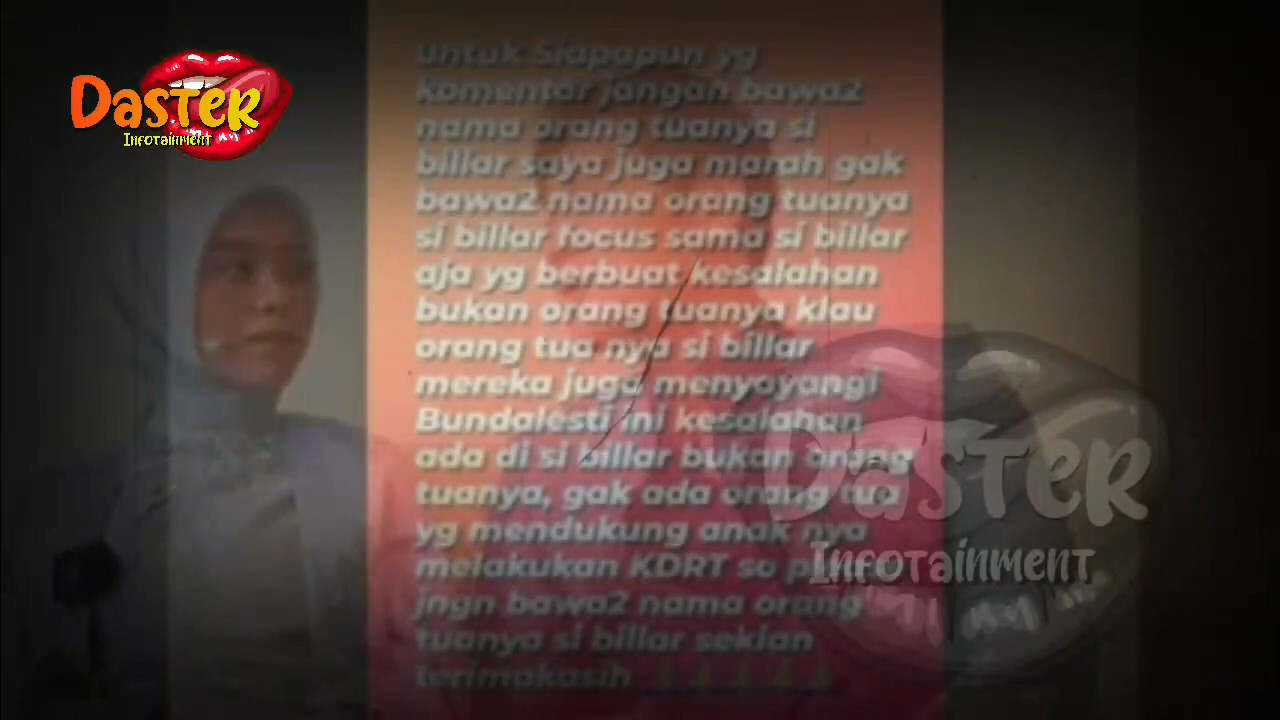 Daster
Infotainment
Untuk Siapapun yg
komentar jangan bawa2
nama orang tuanya si
billar saya juga marah gak
bawa2 nama orang tuanya
si billar focus sama si billar
aja yg berbuat kesalahan
bukan orang tuanya klau
orang tua nya si billar
mereka juga menyayangi
Bundalesti ini kesalahan
ada di si billar bukan orang
tuanya, gak ada orang tua
yg mendukung anak nya
melakukan KDRT so
jngn bawa2 nama orang
tuanya si billar sekian
terimakasih
Daster
Infotainment